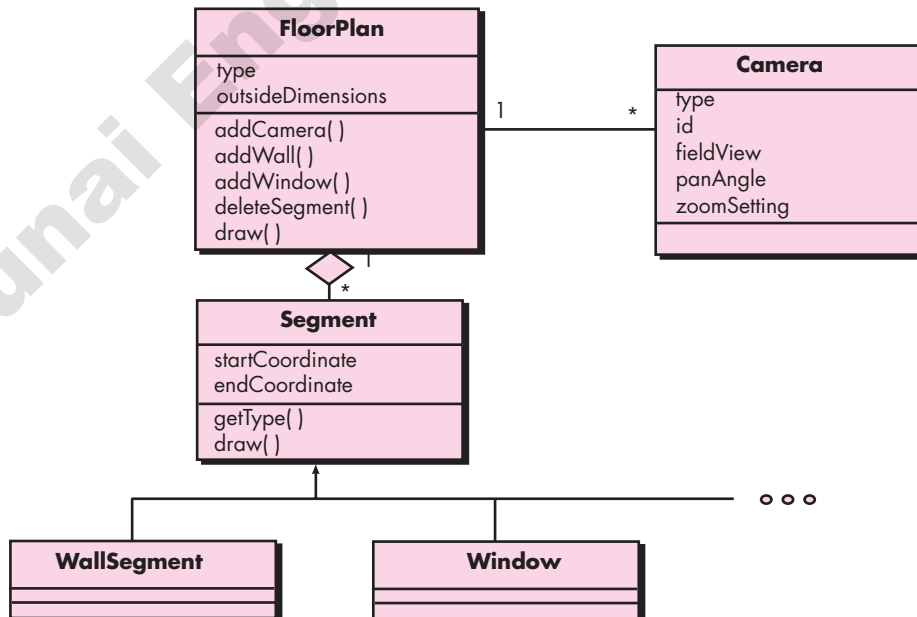 FloorPlan
type
outsideDimensions
addCamera( )
addWall( )
addWindow( )
deleteSegment( )
draw( )
1
*
Camera
type
id
fieldView
panAngle
zoomSetting
1
*
Segment
startCoordinate
endCoordinate
getType( )
draw( )
WallSegment
Window